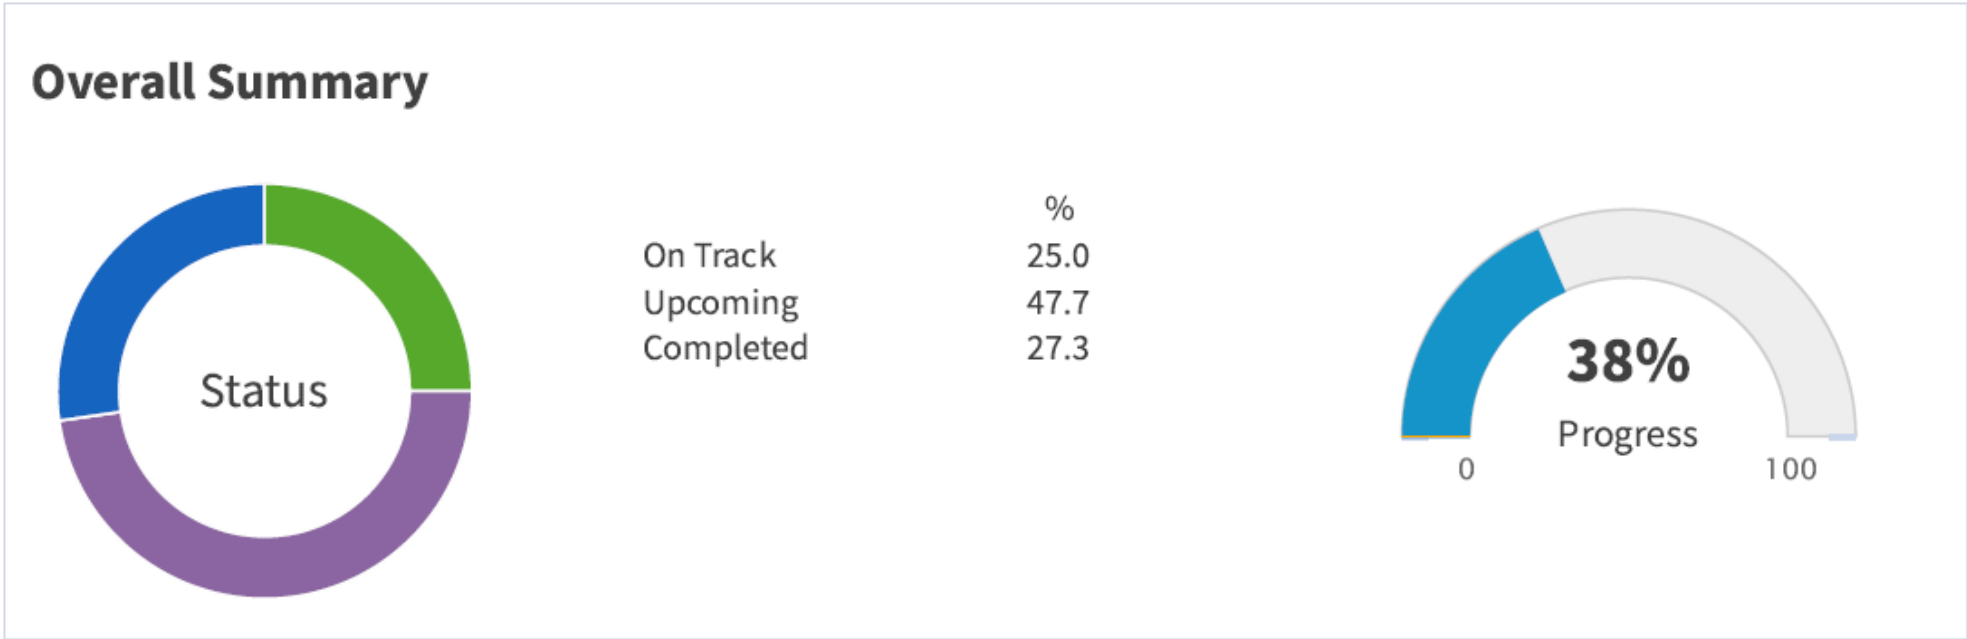 Overall Summary
Status
%
On Track 25.0
Upcoming 47.7
Completed 27.3
38%
Progress
0 100